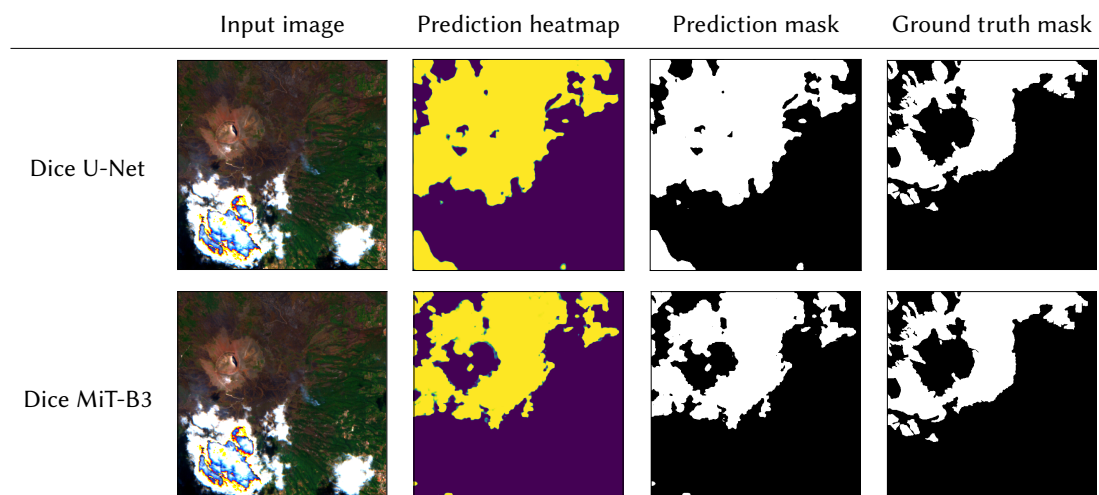 Input image Prediction heatmap Prediction mask Ground truth mask
Dice U-Net
Dice MiT-B3